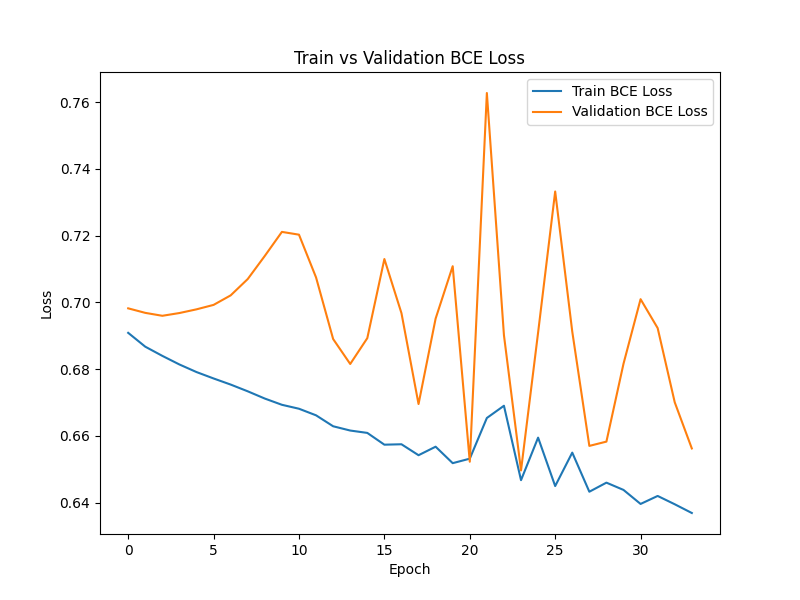 Train vs Validation BCE Loss
Train BCE Loss
Validation BCE Loss
0.76
0.74
0.72
0.70
0.68
0.66
0.64
Loss
0 5 10 15 20 25 30
Epoch